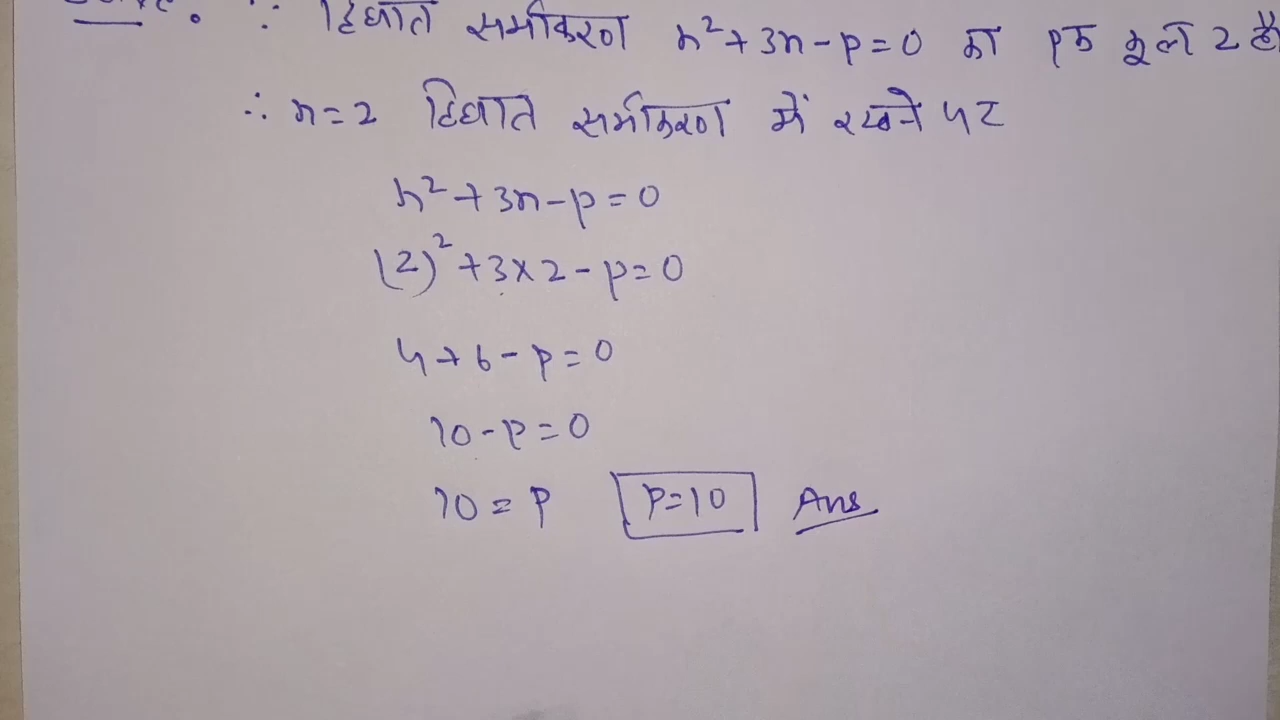 ∵ द्विघात समीकरण x²+3x-p=0 का एक मूल 2 है
∴ x=2 द्विघात समीकरण में रखने पर
x²+3x-p=0
(2)²+3×2-p=0
4+6-p=0
10-p=0
10=p P=10 Ans